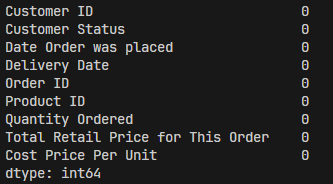 Customer ID 0
Customer Status 0
Date Order was placed 0
Delivery Date 0
Order ID 0
Product ID 0
Quantity Ordered 0
Total Retail Price for This Order 0
Cost Price Per Unit 0
dtype: int64